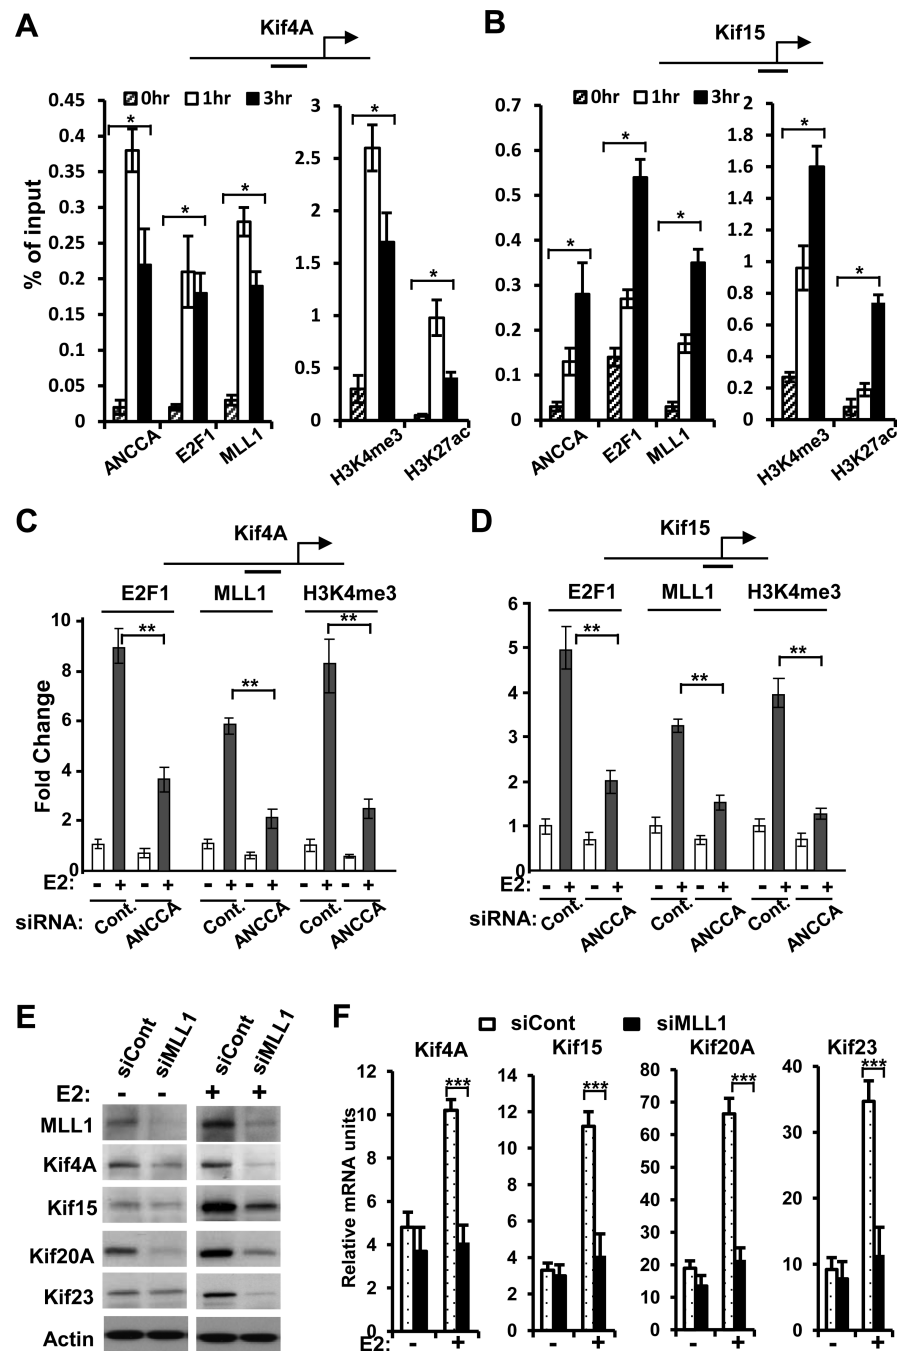 A
Kif4A
0hr 1hr 3hr
% of input
0.45
0.4
0.35
0.3
0.25
0.2
0.15
0.1
0.05
0
* * *
ANCCA E2F1 MLL1
3
2.5
2
1.5
1
0.5
0
* *
H3K4me3 H3K27ac
B
Kif15
0hr 1hr 3hr
0.7
0.6
0.5
0.4
0.3
0.2
0.1
0
* * *
ANCCA E2F1 MLL1
2
1.8
1.6
1.4
1.2
1
0.8
0.6
0.4
0.2
0
* *
H3K4me3 H3K27ac
C
Kif4A
E2F1 MLL1 H3K4me3
Fold Change
10
8
6
4
2
0
** ** **
E2: - + - + - + - + - + - +
siRNA: Cont. ANCCA Cont. ANCCA Cont. ANCCA
D
Kif15
E2F1 MLL1 H3K4me3
6
5
4
3
2
1
0
** ** **
E2: - + - + - + - + - + - +
siRNA: Cont. ANCCA Cont. ANCCA Cont. ANCCA
E
siCont siMLL1 siCont siMLL1
E2: - - + +
MLL1
Kif4A
Kif15
Kif20A
Kif23
Actin
F
siCont siMLL1
Relative mRNA units
Kif4A
12
10
8
6
4
2
0
***
E2: - +
Kif15
14
12
10
8
6
4
2
0
***
- +
Kif20A
80
70
60
50
40
30
20
10
0
***
- +
Kif23
40
30
20
10
0
***
- +